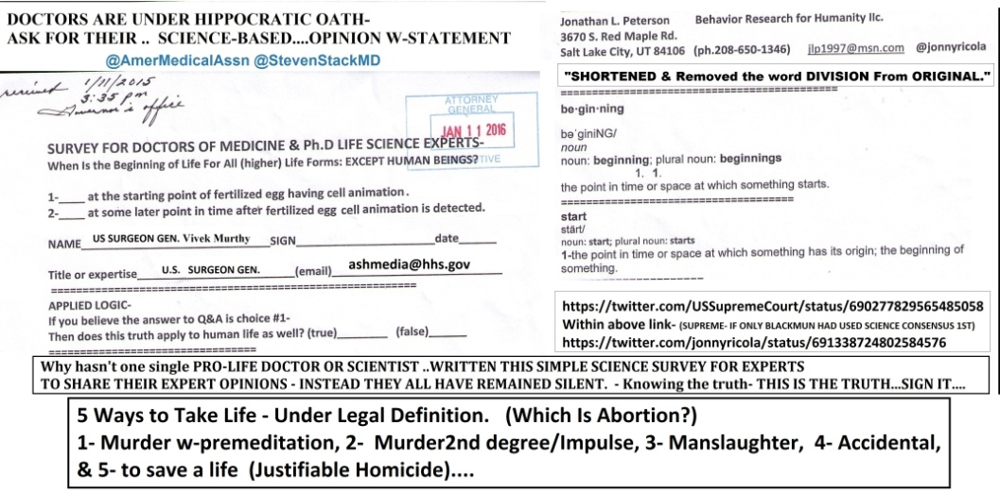 DOCTORS ARE UNDER HIPPOCRATIC OATH-
ASK FOR THEIR .. SCIENCE-BASED....OPINION W-STATEMENT
@AmerMedicalAssn @StevenStackMD
received 1/11/2015
3:35 pm
Governor's office
ATTORNEY
GENERAL
JAN 11 2016
SURVEY FOR DOCTORS OF MEDICINE & Ph.D LIFE SCIENCE EXPERTS-
When Is the Beginning of Life For All (higher) Life Forms: EXCEPT HUMAN BEINGS?
1-____ at the starting point of fertilized egg having cell animation.
2-____ at some later point in time after fertilized egg cell animation is detected.
NAME US SURGEON GEN. Vivek Murthy SIGN____________________date______
Title or expertise U.S. SURGEON GEN. (email) ashmedia@hhs.gov
=====================================================
APPLIED LOGIC-
If you believe the answer to Q&A is choice #1-
Then does this truth apply to human life as well? (true)________ (false)______
==============================
Jonathan L. Peterson Behavior Research for Humanity llc.
3670 S. Red Maple Rd.
Salt Lake City, UT 84106 (ph.208-650-1346) jlp1997@msn.com @jonnyricola
"SHORTENED & Removed the word DIVISION From ORIGINAL."
=========================================
be·gin·ning
bəˈginiNG/
noun
noun: beginning; plural noun: beginnings
1. 1.
the point in time or space at which something starts.
===================================
start
stärt/
noun: start; plural noun: starts
1-the point in time or space at which something has its origin; the beginning of
something.
---------------------
https://twitter.com/USSupremeCourt/status/690277829565485058
Within above link- (SUPREME- IF ONLY BLACKMUN HAD USED SCIENCE CONSENSUS 1ST)
https://twitter.com/jonnyricola/status/691338724802584576
Why hasn't one single PRO-LIFE DOCTOR OR SCIENTIST ..WRITTEN THIS SIMPLE SCIENCE SURVEY FOR EXPERTS
TO SHARE THEIR EXPERT OPINIONS - INSTEAD THEY ALL HAVE REMAINED SILENT. - Knowing the truth- THIS IS THE TRUTH...SIGN IT....
5 Ways to Take Life - Under Legal Definition. (Which Is Abortion?)
1- Murder w-premeditation, 2- Murder2nd degree/Impulse, 3- Manslaughter, 4- Accidental,
& 5- to save a life (Justifiable Homicide)....